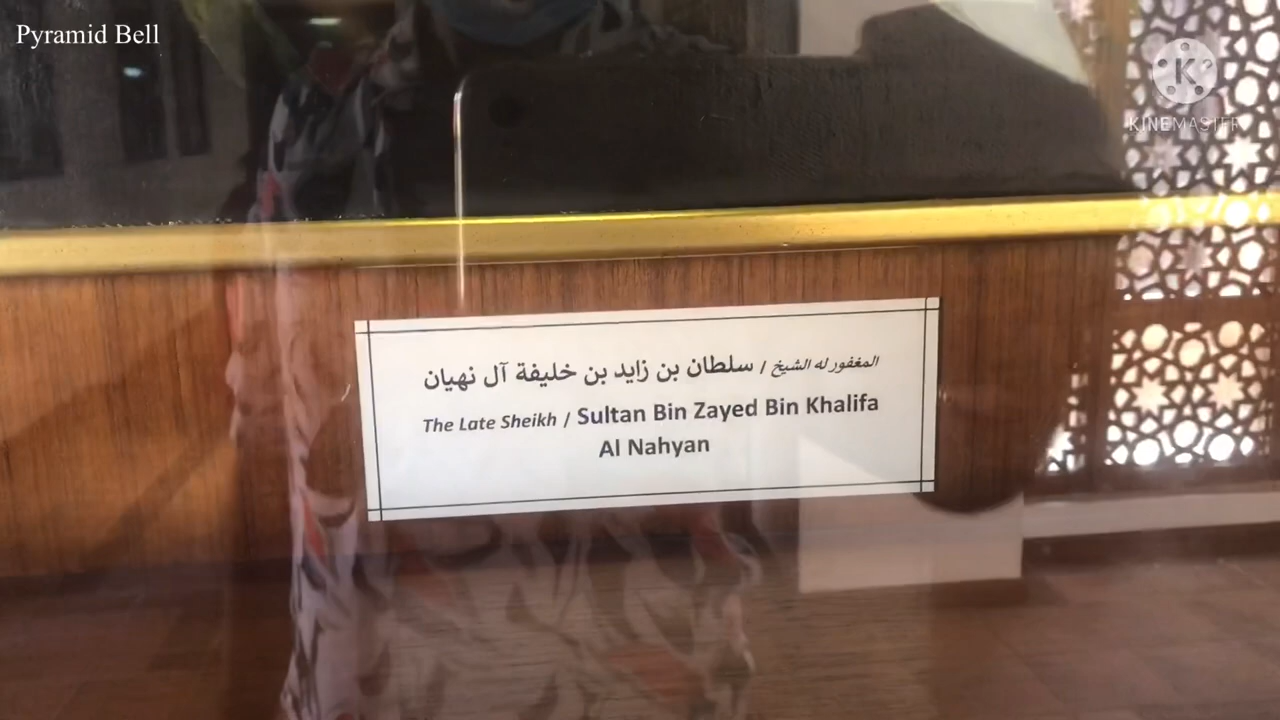 Pyramid Bell
KINEMASTER
المغفور له الشيخ / سلطان بن زايد بن خليفة آل نهيان
The Late Sheikh / Sultan Bin Zayed Bin Khalifa
Al Nahyan